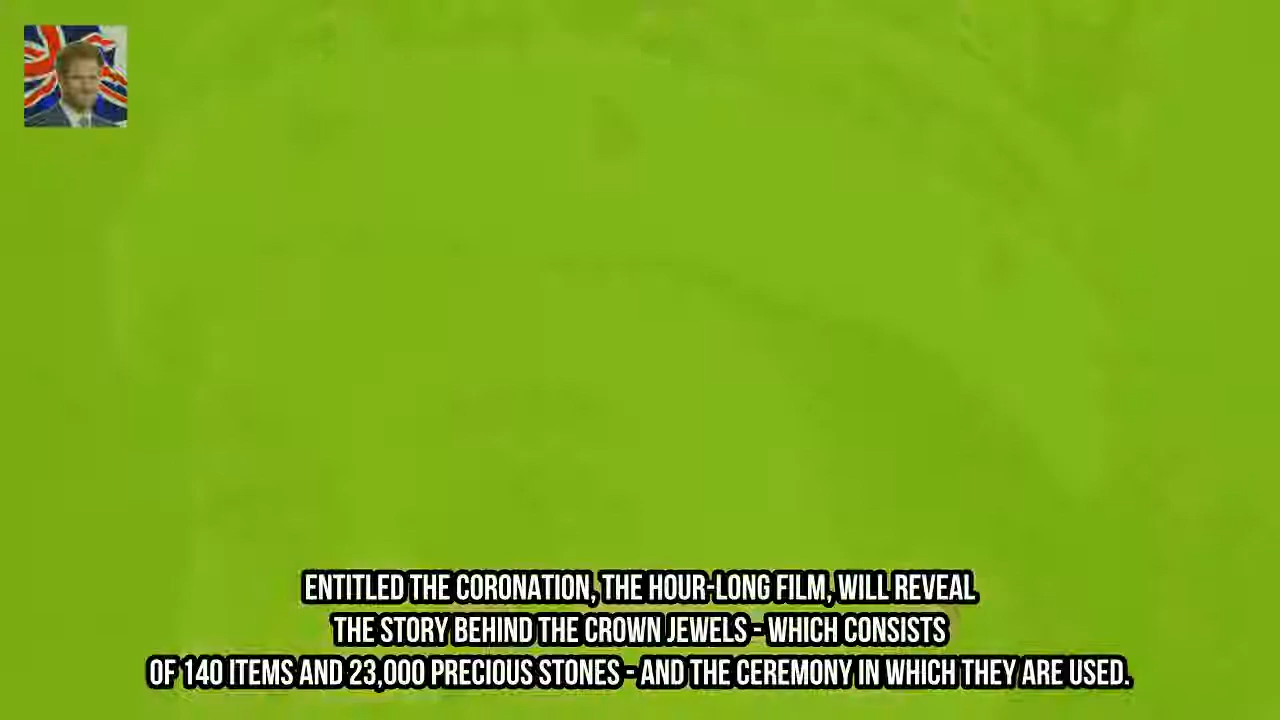 ENTITLED THE CORONATION, THE HOUR-LONG FILM, WILL REVEAL
THE STORY BEHIND THE CROWN JEWELS - WHICH CONSISTS
OF 140 ITEMS AND 23,000 PRECIOUS STONES - AND THE CEREMONY IN WHICH THEY ARE USED.